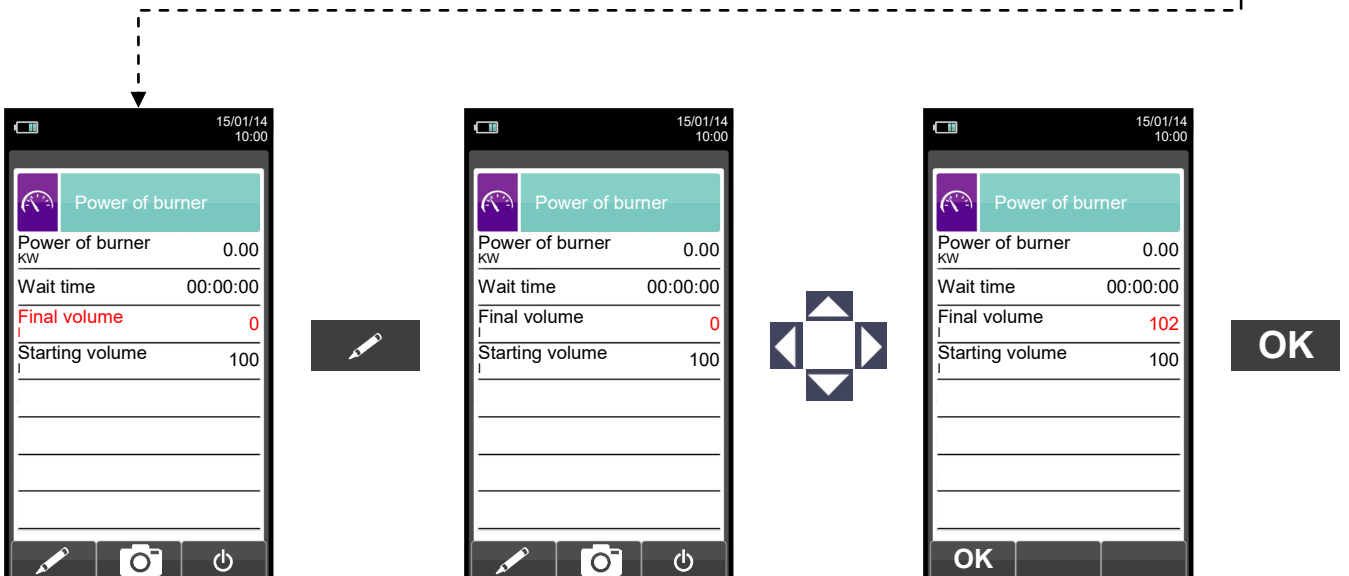 15/01/14
10:00
Power of burner
Power of burner 0.00
KW
Wait time 00:00:00
Final volume 0
l
Starting volume 100
l
15/01/14
10:00
Power of burner
Power of burner 0.00
KW
Wait time 00:00:00
Final volume 0
l
Starting volume 100
l
15/01/14
10:00
Power of burner
Power of burner 0.00
KW
Wait time 00:00:00
Final volume 102
l
Starting volume 100
l
OK
OK